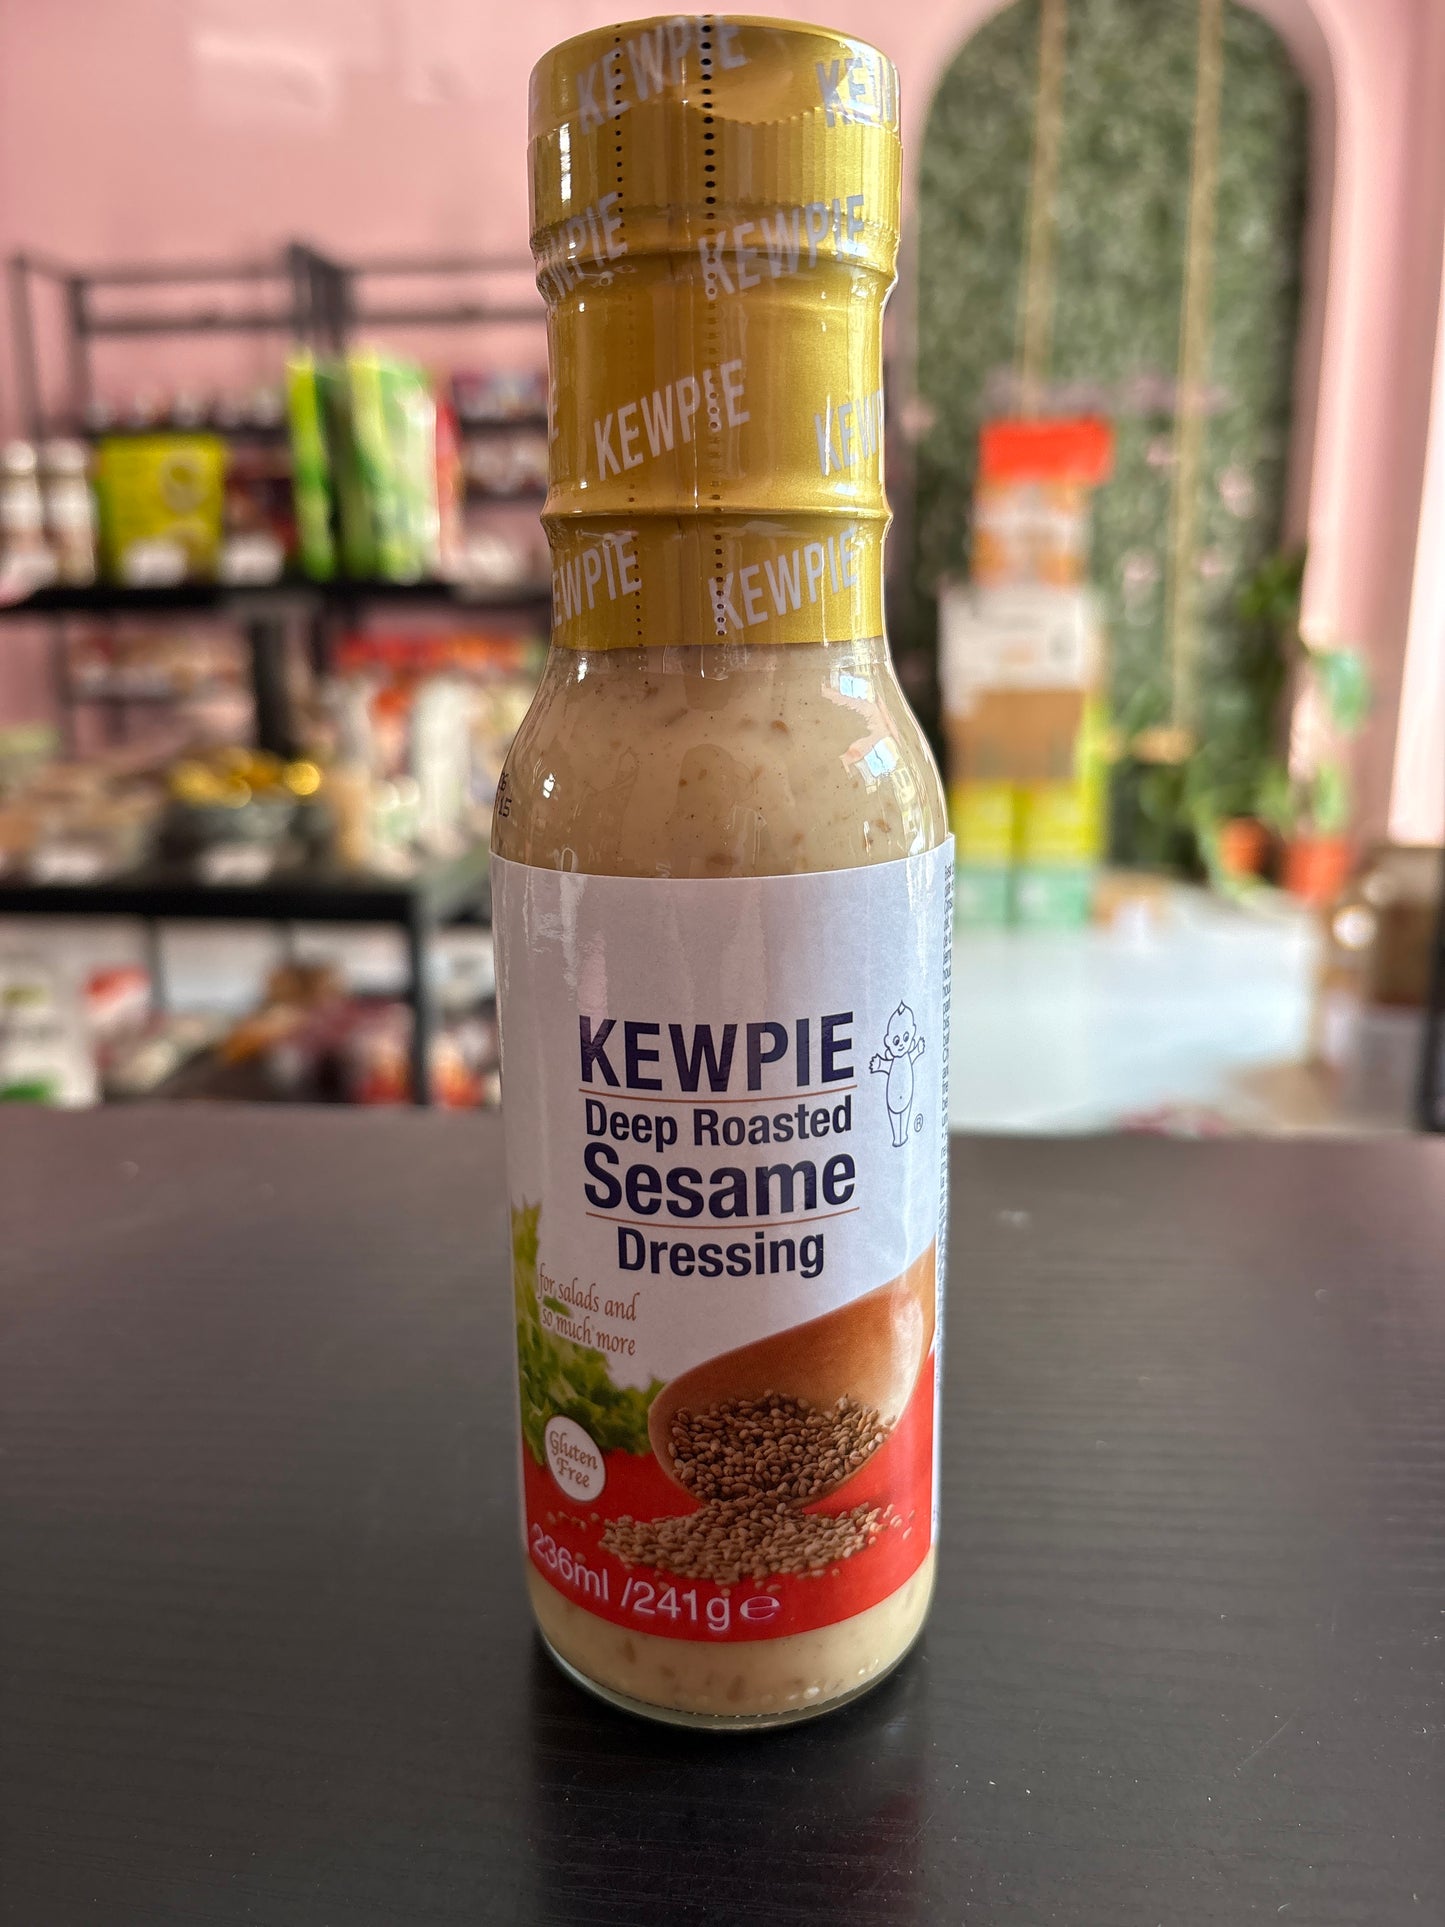 KEWPIE
KEWPIE
KEWPIE
KEWPIE
KEWPIE
KEWPIE
Deep Roasted
Sesame
Dressing
®
for salads and
so much more
Gluten
Free
236ml /241g ℮